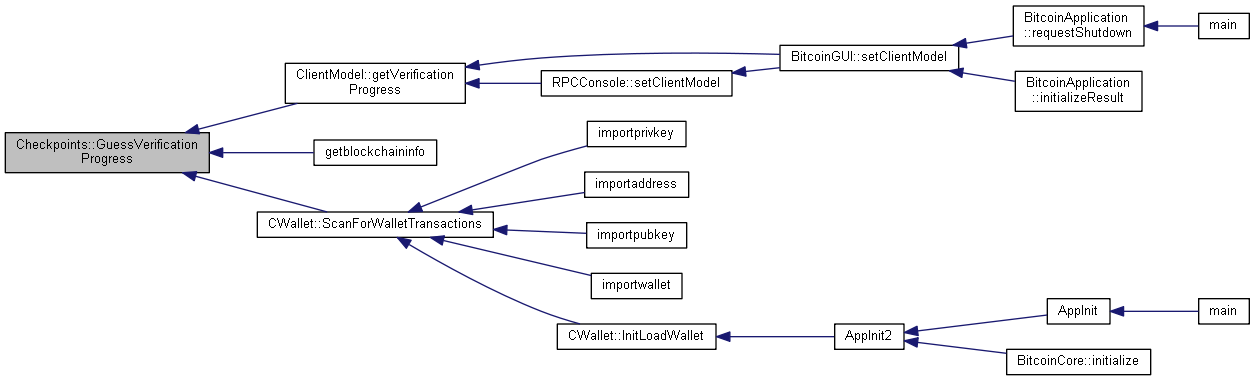 BitcoinApplication
::requestShutdown
main
BitcoinGUI::setClientModel
ClientModel::getVerification
Progress
RPCConsole::setClientModel
BitcoinApplication
::initializeResult
Checkpoints::GuessVerification
Progress
importprivkey
getblockchaininfo
importaddress
CWallet::ScanForWalletTransactions
importpubkey
importwallet
AppInit
main
CWallet::InitLoadWallet
AppInit2
BitcoinCore::initialize